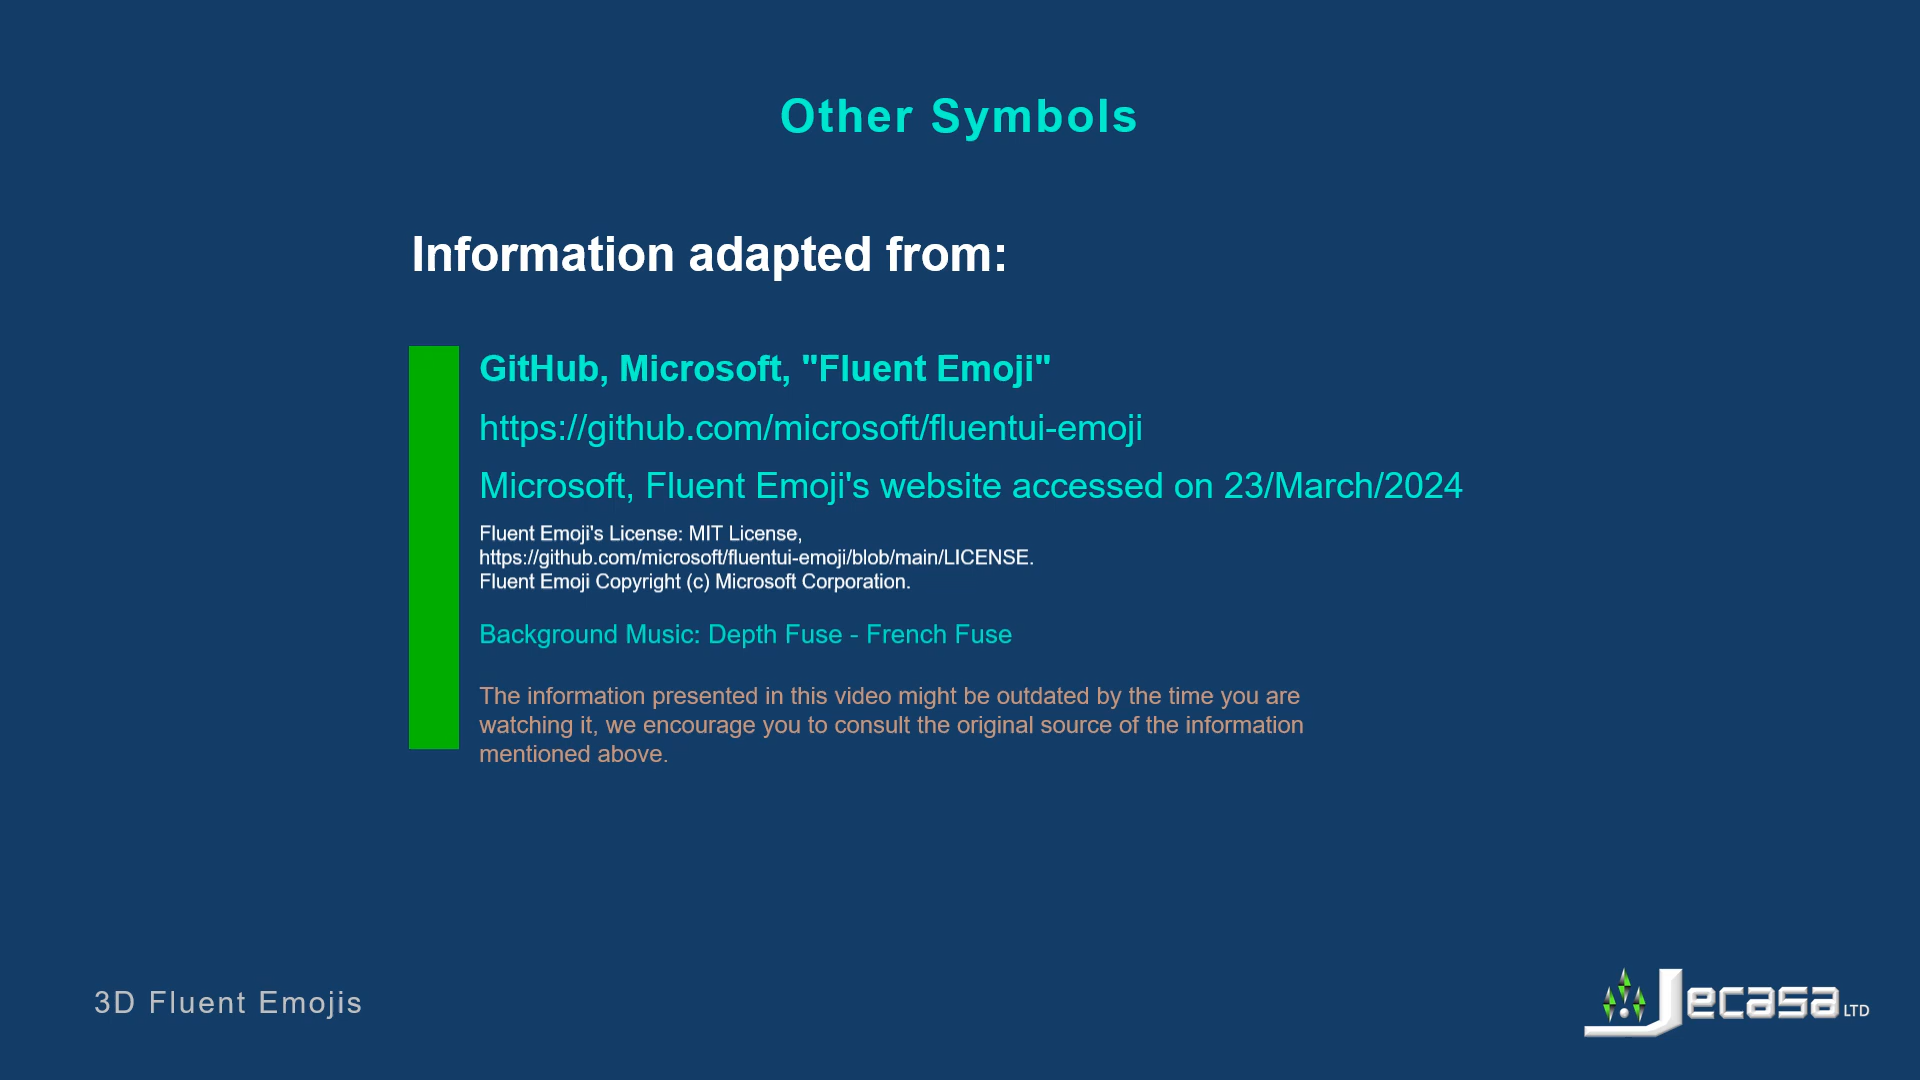 Other Symbols
Information adapted from:
GitHub, Microsoft, "Fluent Emoji"
https://github.com/microsoft/fluentui-emoji
Microsoft, Fluent Emoji's website accessed on 23/March/2024
Fluent Emoji's License: MIT License,
https://github.com/microsoft/fluentui-emoji/blob/main/LICENSE.
Fluent Emoji Copyright (c) Microsoft Corporation.
Background Music: Depth Fuse - French Fuse
The information presented in this video might be outdated by the time you are
watching it, we encourage you to consult the original source of the information
mentioned above.
3D Fluent Emojis
Jecasa LTD